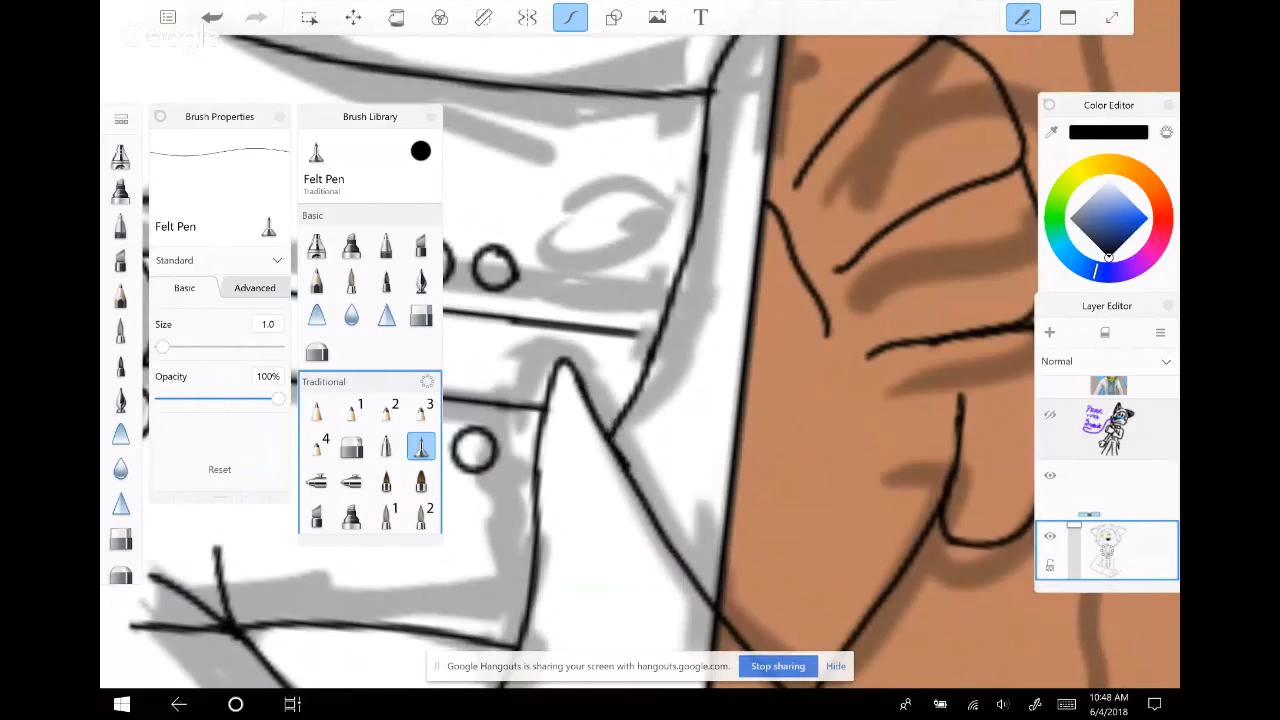 Google
T
Brush Properties
Brush Library
Color Editor
Felt Pen
Traditional
Felt Pen
Basic
Standard
Basic
Advanced
Layer Editor
Size
1.0
Normal
Opacity
100%
Traditional
1
2
3
4
Reset
1
2
Google Hangouts is sharing your screen with hangouts.google.com.
Stop sharing
Hide
10:48 AM
6/4/2018